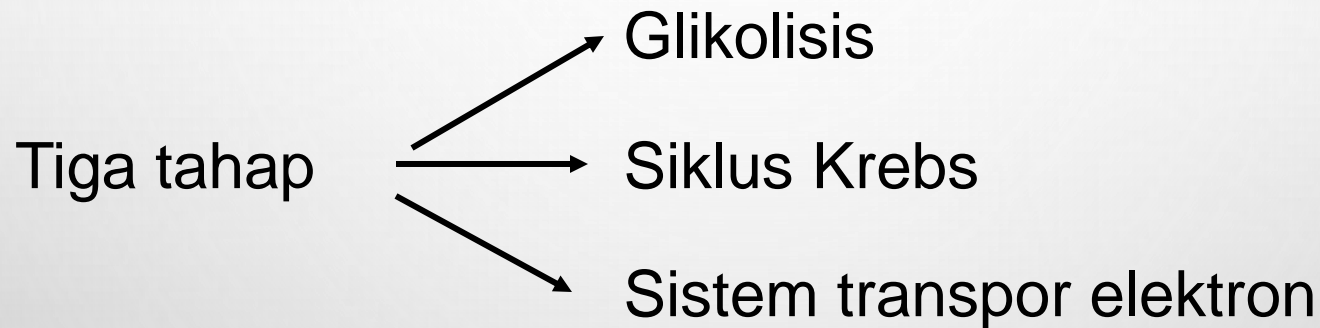 Glikolisis
Tiga tahap
Siklus Krebs
Sistem transpor elektron